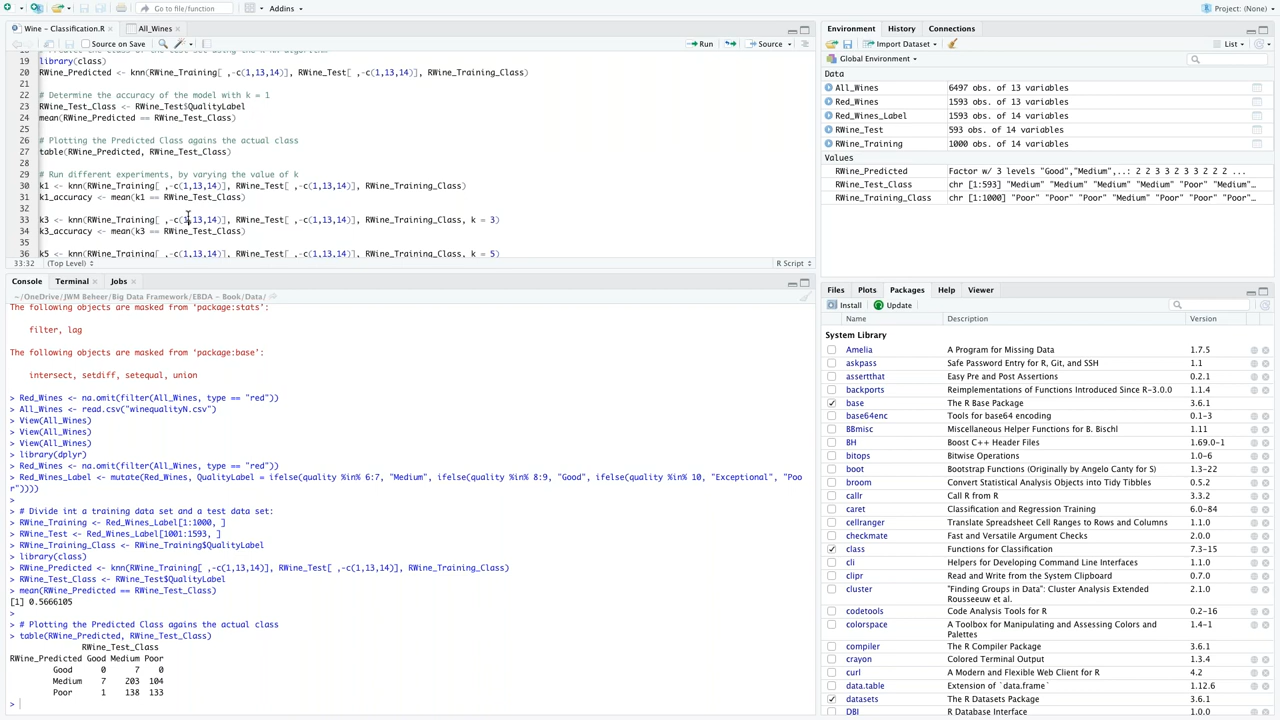 Go to file/function
Addins
Project: (None)
Wine – Classification.R
All_Wines
Source on Save
Run
Source
19 library(class)
20 RWine_Predicted <- knn(RWine_Training[ ,-c(1,13,14)], RWine_Test[ ,-c(1,13,14)], RWine_Training_Class)
21
22 # Determine the accuracy of the model with k = 1
23 RWine_Test_Class <- RWine_Test$QualityLabel
24 mean(RWine_Predicted == RWine_Test_Class)
25
26 # Plotting the Predicted Class agains the actual class
27 table(RWine_Predicted, RWine_Test_Class)
28
29 # Run different experiments, by varying the value of k
30 k1 <- knn(RWine_Training[ ,-c(1,13,14)], RWine_Test[ ,-c(1,13,14)], RWine_Training_Class)
31 k1_accuracy <- mean(k1 == RWine_Test_Class)
32
33 k3 <- knn(RWine_Training[ ,-c(1,13,14)], RWine_Test[ ,-c(1,13,14)], RWine_Training_Class, k = 3)
34 k3_accuracy <- mean(k3 == RWine_Test_Class)
35
36 k5 <- knn(RWine_Training[ ,-c(1,13,14)], RWine_Test[ ,-c(1,13,14)], RWine_Training_Class, k = 5)
33:32 (Top Level) R Script
Console Terminal Jobs
~/OneDrive/JWM Beheer/Big Data Framework/EBDA - Book/Data/
The following objects are masked from ‘package:stats’:
filter, lag
The following objects are masked from ‘package:base’:
intersect, setdiff, setequal, union
> Red_Wines <- na.omit(filter(All_Wines, type == "red"))
> All_Wines <- read.csv("winequalityN.csv")
> View(All_Wines)
> View(All_Wines)
> View(All_Wines)
> library(dplyr)
> Red_Wines <- na.omit(filter(All_Wines, type == "red"))
> Red_Wines_Label <- mutate(Red_Wines, QualityLabel = ifelse(quality %in% 6:7, "Medium", ifelse(quality %in% 8:9, "Good", ifelse(quality %in% 10, "Exceptional", "Poo
r"))))
>
> # Divide int a training data set and a test data set:
> RWine_Training <- Red_Wines_Label[1:1000, ]
> RWine_Test <- Red_Wines_Label[1001:1593, ]
> RWine_Training_Class <- RWine_Training$QualityLabel
> library(class)
> RWine_Predicted <- knn(RWine_Training[ ,-c(1,13,14)], RWine_Test[ ,-c(1,13,14)], RWine_Training_Class)
> RWine_Test_Class <- RWine_Test$QualityLabel
> mean(RWine_Predicted == RWine_Test_Class)
[1] 0.5666105
>
> # Plotting the Predicted Class agains the actual class
> table(RWine_Predicted, RWine_Test_Class)
RWine_Test_Class
RWine_Predicted Good Medium Poor
Good 0 7 0
Medium 7 203 104
Poor 1 138 133
>
Environment History Connections
Import Dataset
List
Global Environment
Data
All_Wines 6497 obs. of 13 variables
Red_Wines 1593 obs. of 13 variables
Red_Wines_Label 1593 obs. of 14 variables
RWine_Test 593 obs. of 14 variables
RWine_Training 1000 obs. of 14 variables
Values
RWine_Predicted Factor w/ 3 levels "Good","Medium",..: 2 2 3 3 2 3 3 2 2 2 ...
RWine_Test_Class chr [1:593] "Medium" "Medium" "Medium" "Medium" "Poor" "Medium"…
RWine_Training_Class chr [1:1000] "Poor" "Poor" "Poor" "Medium" "Poor" "Poor" "Poor"…
Files Plots Packages Help Viewer
Install Update
Name Description Version
System Library
Amelia A Program for Missing Data 1.7.5
askpass Safe Password Entry for R, Git, and SSH 1.1
assertthat Easy Pre and Post Assertions 0.2.1
backports Reimplementations of Functions Introduced Since R-3.0.0 1.1.4
base The R Base Package 3.6.1
base64enc Tools for base64 encoding 0.1-3
BBmisc Miscellaneous Helper Functions for B. Bischl 1.11
BH Boost C++ Header Files 1.69.0-1
bitops Bitwise Operations 1.0-6
boot Bootstrap Functions (Originally by Angelo Canty for S) 1.3-22
broom Convert Statistical Analysis Objects into Tidy Tibbles 0.5.2
callr Call R from R 3.3.2
caret Classification and Regression Training 6.0-84
cellranger Translate Spreadsheet Cell Ranges to Rows and Columns 1.1.0
checkmate Fast and Versatile Argument Checks 2.0.0
class Functions for Classification 7.3-15
cli Helpers for Developing Command Line Interfaces 1.1.0
clipr Read and Write from the System Clipboard 0.7.0
cluster "Finding Groups in Data": Cluster Analysis Extended 2.1.0
Rousseeuw et al.
codetools Code Analysis Tools for R 0.2-16
colorspace A Toolbox for Manipulating and Assessing Colors and 1.4-1
Palettes
compiler The R Compiler Package 3.6.1
crayon Colored Terminal Output 1.3.4
curl A Modern and Flexible Web Client for R 4.2
data.table Extension of `data.frame` 1.12.6
datasets The R Datasets Package 3.6.1
DBI R Database Interface 1.0.0